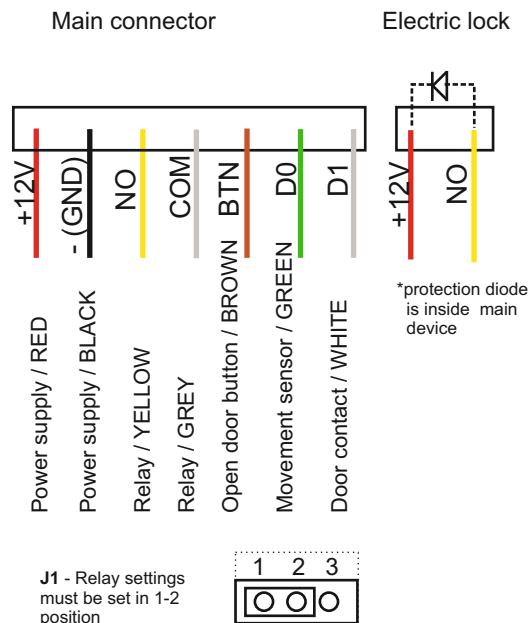 Main connector
Electric lock
+12V
- (GND)
NO
COM
BTN
D0
D1
+12V
NO
Power supply / RED
Power supply / BLACK
Relay / YELLOW
Relay / GREY
Open door button / BROWN
Movement sensor / GREEN
Door contact / WHITE
*protection diode
is inside main
device
J1 - Relay settings
must be set in 1-2
position
1 2 3